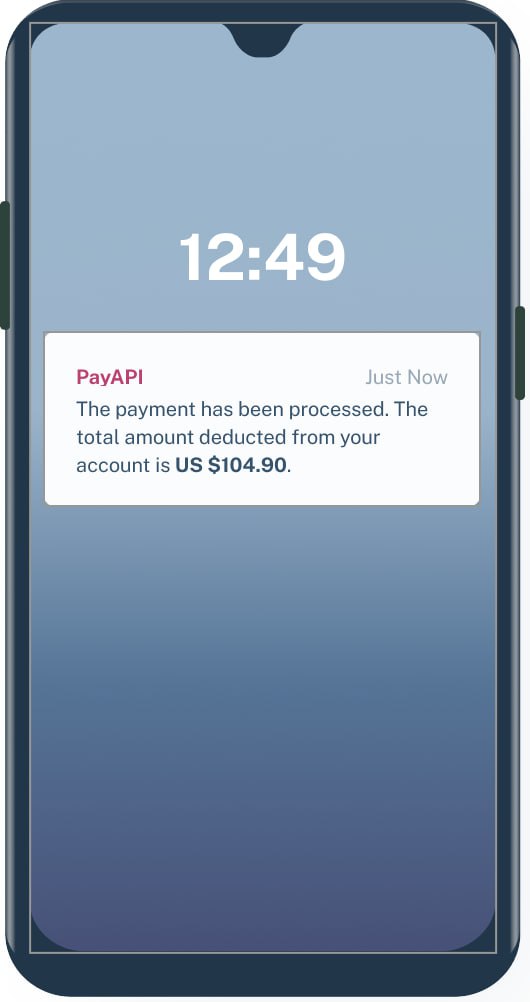 12:49
PayAPI Just Now
The payment has been processed. The
total amount deducted from your
account is US $104.90.